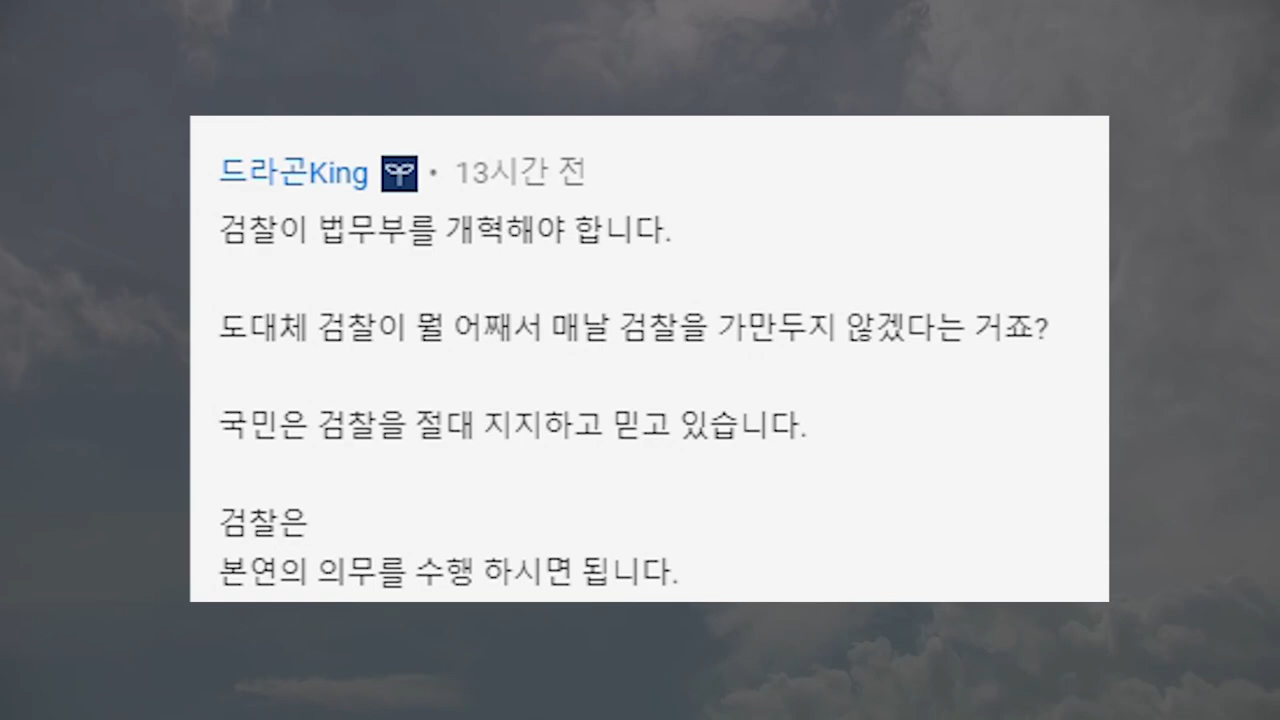 드라곤King • 13시간 전
검찰이 법무부를 개혁해야 합니다.
도대체 검찰이 뭘 어째서 매날 검찰을 가만두지 않겠다는 거죠?
국민은 검찰을 절대 지지하고 믿고 있습니다.
검찰은
본연의 의무를 수행 하시면 됩니다.